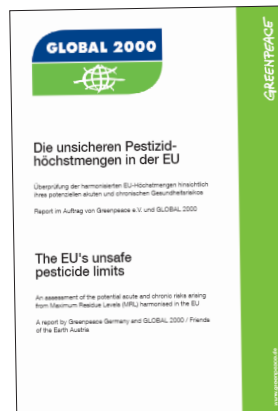 GLOBAL 2000
GREENPEACE
Die unsicheren Pestizid-
höchstmengen in der EU
Überprüfung der harmonisierten EU-Höchstmengen hinsichtlich
ihres potenziellen akuten und chronischen Gesundheitsrisikos
Report im Auftrag von Greenpeace e.V. und GLOBAL 2000
The EU's unsafe
pesticide limits
An assessment of the potential acute and chronic risks arising
from Maximum Residue Levels (MRL) harmonised in the EU
A report by Greenpeace Germany and GLOBAL 2000 / Friends
of the Earth Austria
www.greenpeace.de